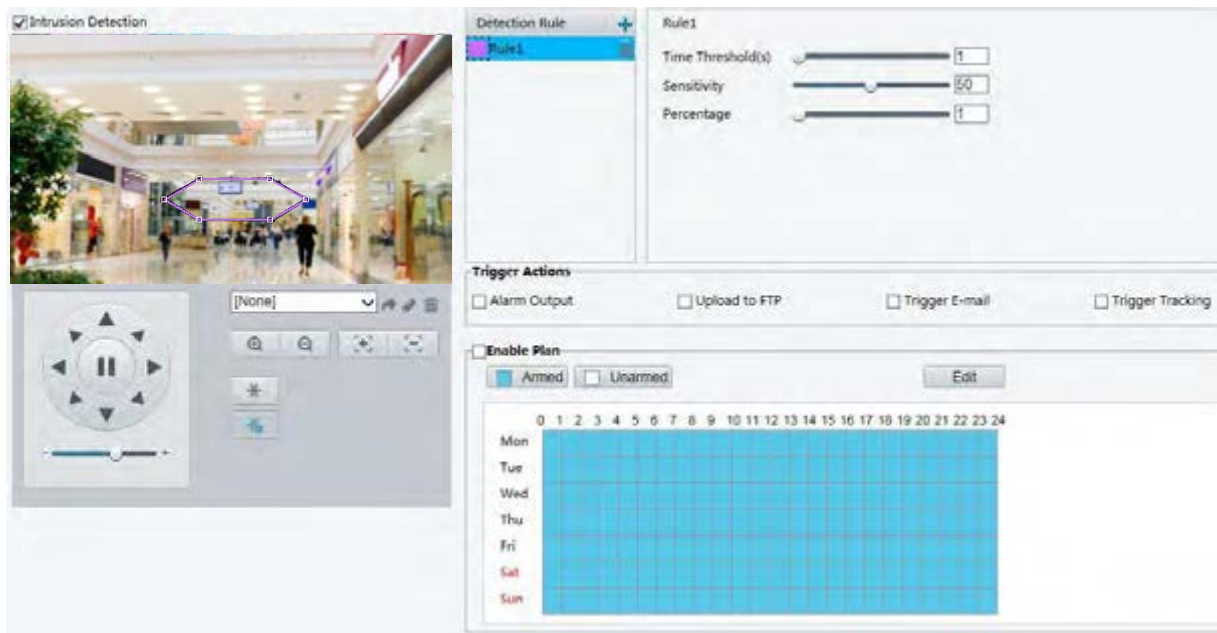 Intrusion Detection
Detection Rule
Rule1
Rule1
Time Threshold(s) 1
Sensitivity 50
Percentage 1
Trigger Actions
Alarm Output Upload to FTP Trigger E-mail Trigger Tracking
[None]
Enable Plan
Armed Unarmed Edit
0 1 2 3 4 5 6 7 8 9 10 11 12 13 14 15 16 17 18 19 20 21 22 23 24
Mon
Tue
Wed
Thu
Fri
Sat
Sun